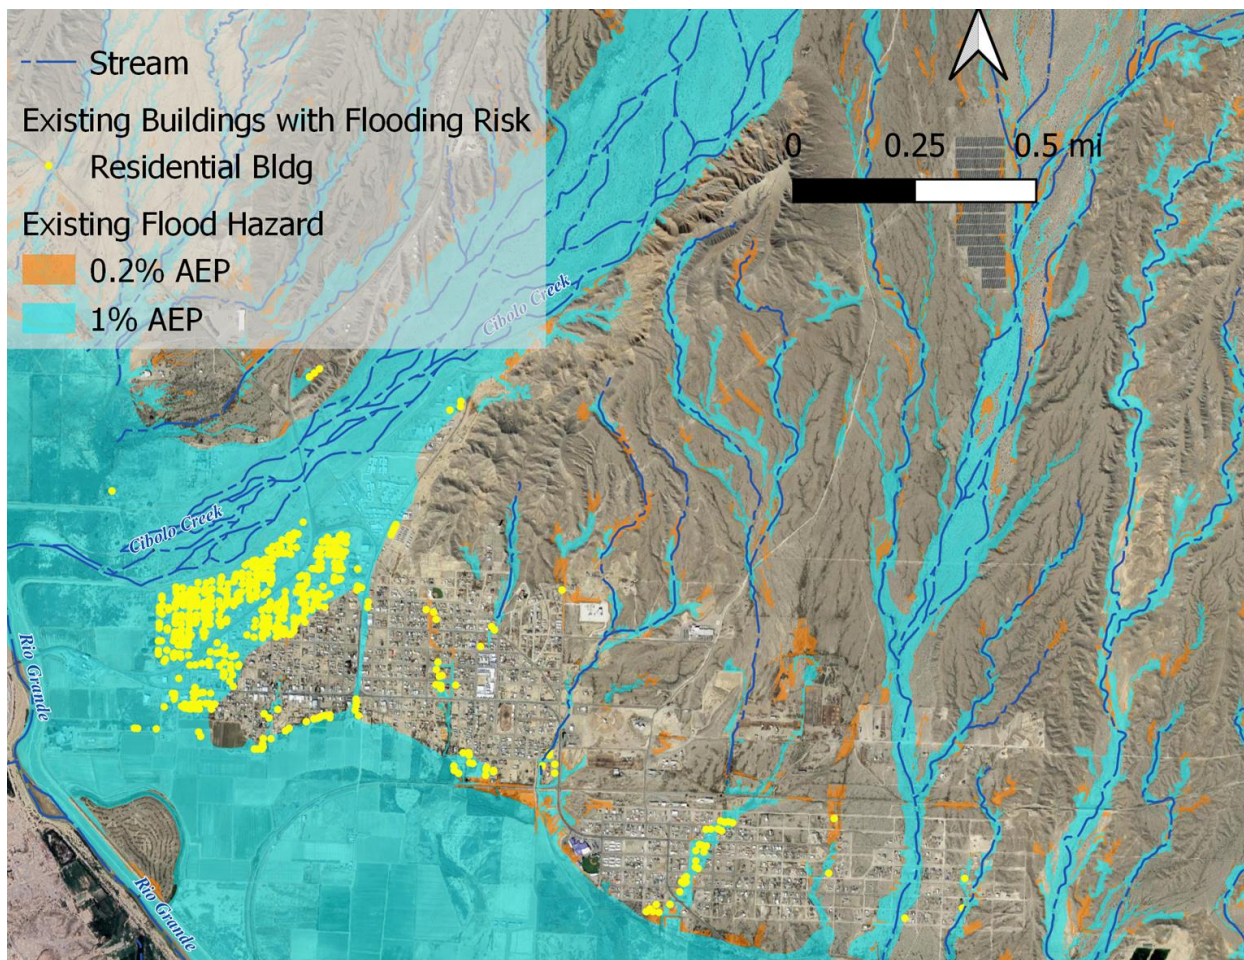 Stream
Existing Buildings with Flooding Risk
Residential Bldg
Existing Flood Hazard
0.2% AEP
1% AEP
0 0.25 0.5 mi
Cibolo Creek
Cibolo Creek
Rio Grande
Rio Grande